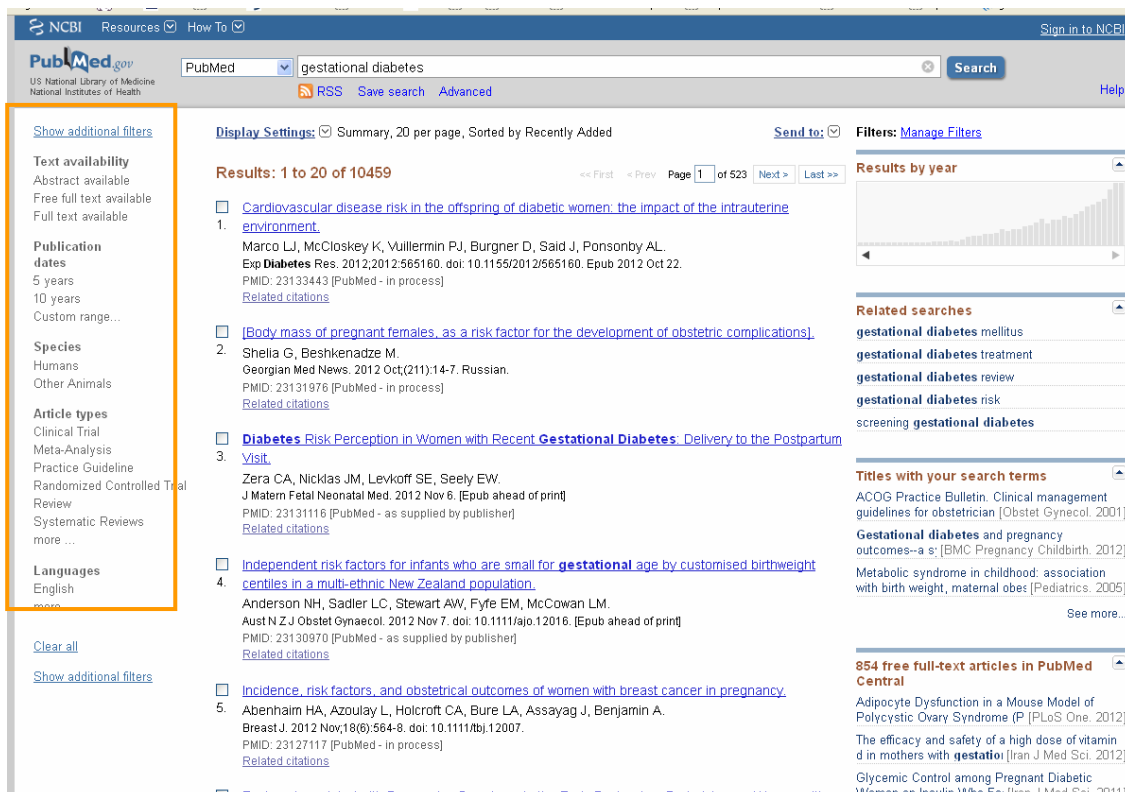 NCBI Resources How To Sign in to NCBI
PubMed.gov
US National Library of Medicine
National Institutes of Health
PubMed gestational diabetes Search
RSS Save search Advanced
Help
Show additional filters
Text availability
Abstract available
Free full text available
Full text available
Publication
dates
5 years
10 years
Custom range...
Species
Humans
Other Animals
Article types
Clinical Trial
Meta-Analysis
Practice Guideline
Randomized Controlled Trial
Review
Systematic Reviews
more ...
Languages
English
more
Clear all
Show additional filters
Display Settings: Summary, 20 per page, Sorted by Recently Added Send to:
Results: 1 to 20 of 10459
<< First < Prev Page 1 of 523 Next > Last >>
Cardiovascular disease risk in the offspring of diabetic women: the impact of the intrauterine
1. environment.
Marco LJ, McCloskey K, Vuillermin PJ, Burgner D, Said J, Ponsonby AL.
Exp Diabetes Res. 2012;2012:565160. doi: 10.1155/2012/565160. Epub 2012 Oct 22.
PMID: 23133443 [PubMed - in process]
Related citations
[Body mass of pregnant females, as a risk factor for the development of obstetric complications].
2. Shelia G, Beshkenadze M.
Georgian Med News. 2012 Oct;(211):14-7. Russian.
PMID: 23131976 [PubMed - in process]
Related citations
Diabetes Risk Perception in Women with Recent Gestational Diabetes: Delivery to the Postpartum
3. Visit.
Zera CA, Nicklas JM, Levkoff SE, Seely EW.
J Matern Fetal Neonatal Med. 2012 Nov 6. [Epub ahead of print]
PMID: 23131116 [PubMed - as supplied by publisher]
Related citations
Independent risk factors for infants who are small for gestational age by customised birthweight
4. centiles in a multi-ethnic New Zealand population.
Anderson NH, Sadler LC, Stewart AW, Fyfe EM, McCowan LM.
Aust N Z J Obstet Gynaecol. 2012 Nov 7. doi: 10.1111/ajo.12016. [Epub ahead of print]
PMID: 23130970 [PubMed - as supplied by publisher]
Related citations
Incidence, risk factors, and obstetrical outcomes of women with breast cancer in pregnancy.
5. Abenhaim HA, Azoulay L, Holcroft CA, Bure LA, Assayag J, Benjamin A.
Breast J. 2012 Nov;18(6):564-8. doi: 10.1111/tbj.12007.
PMID: 23127117 [PubMed - in process]
Related citations
Filters: Manage Filters
Results by year
Related searches
gestational diabetes mellitus
gestational diabetes treatment
gestational diabetes review
gestational diabetes risk
screening gestational diabetes
Titles with your search terms
ACOG Practice Bulletin. Clinical management
guidelines for obstetrician [Obstet Gynecol. 2001]
Gestational diabetes and pregnancy
outcomes--a s [BMC Pregnancy Childbirth. 2012]
Metabolic syndrome in childhood: association
with birth weight, maternal obes [Pediatrics. 2005]
See more...
854 free full-text articles in PubMed
Central
Adipocyte Dysfunction in a Mouse Model of
Polycystic Ovary Syndrome (P [PLoS One. 2012]
The efficacy and safety of a high dose of vitamin
d in mothers with gestatio [Iran J Med Sci. 2012]
Glycemic Control among Pregnant Diabetic
Women on Insulin Who Fa [Iran J Med Sci. 2011]